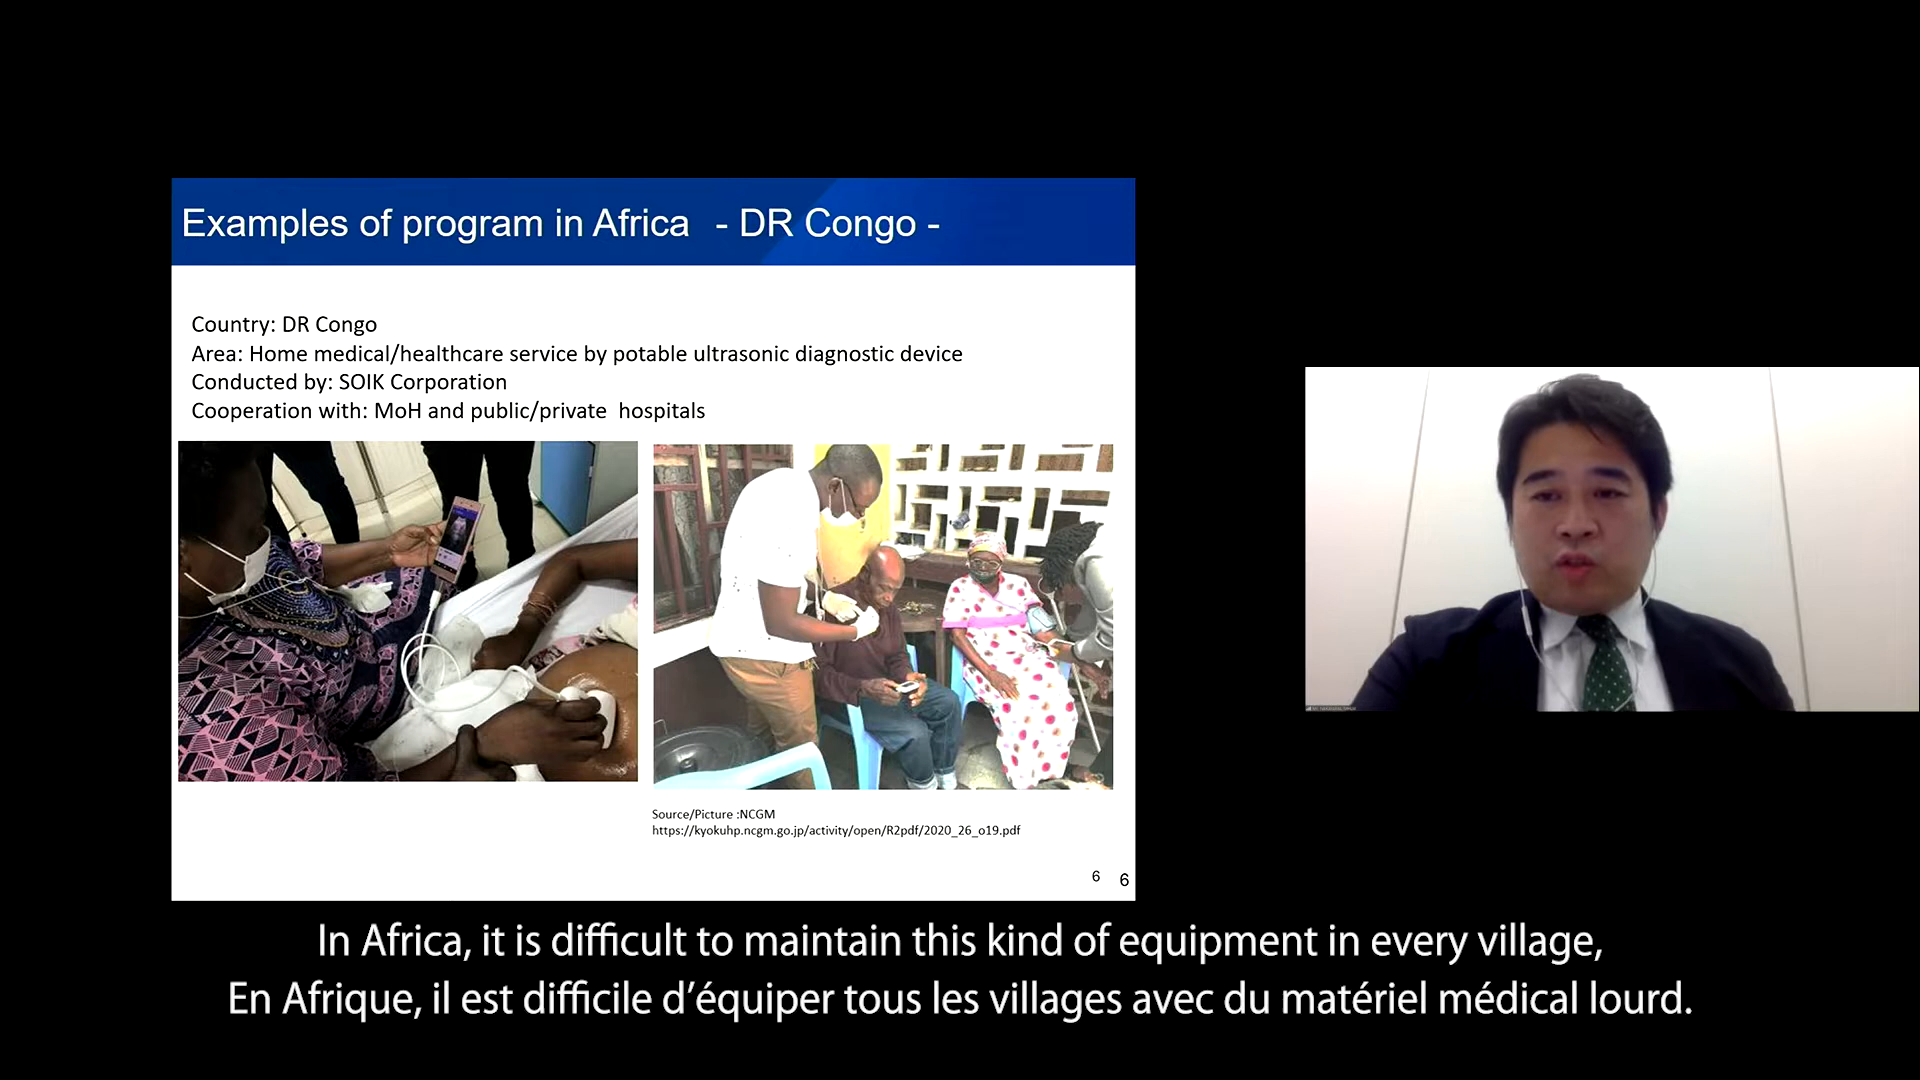 Examples of program in Africa - DR Congo -
Country: DR Congo
Area: Home medical/healthcare service by potable ultrasonic diagnostic device
Conducted by: SOIK Corporation
Cooperation with: MoH and public/private hospitals
Source/Picture :NCGM
https://kyokuhp.ncgm.go.jp/activity/open/R2pdf/2020_26_o19.pdf
6 6
In Africa, it is difficult to maintain this kind of equipment in every village,
En Afrique, il est difficile d’équiper tous les villages avec du matériel médical lourd.